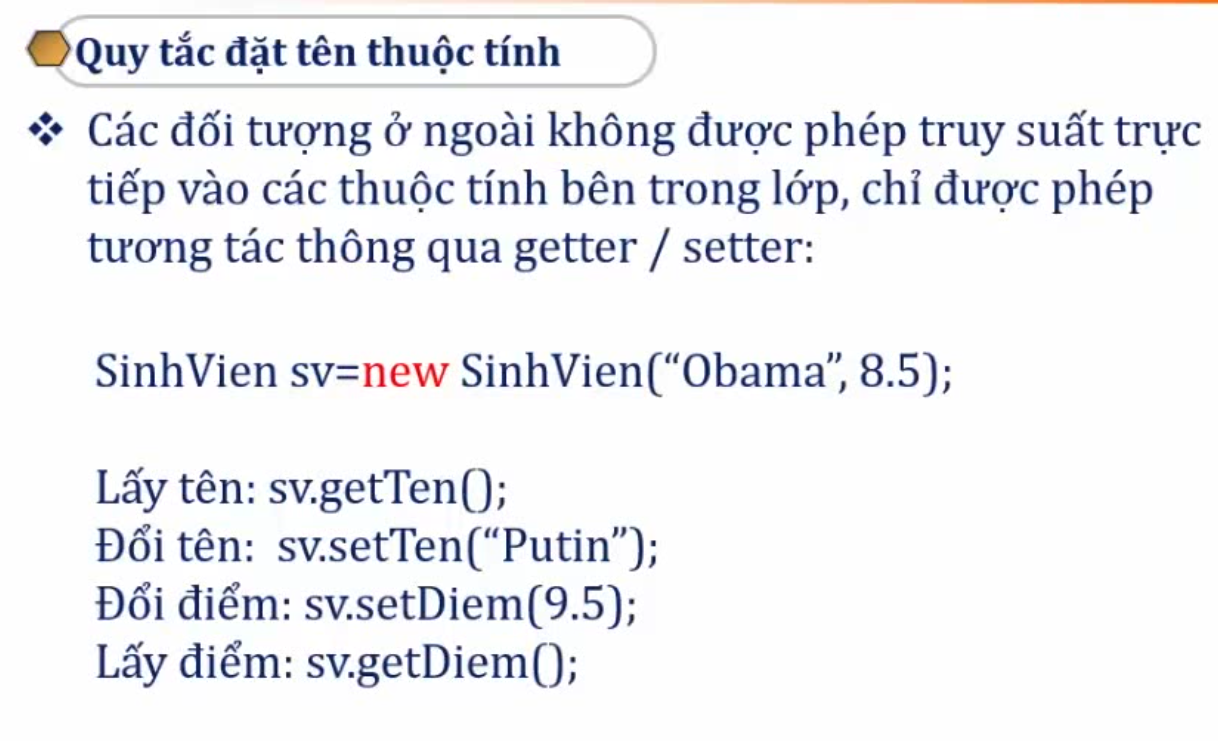 Quy tắc đặt tên thuộc tính
Các đối tượng ở ngoài không được phép truy suất trực
tiếp vào các thuộc tính bên trong lớp, chỉ được phép
tương tác thông qua getter / setter:
SinhVien sv=new SinhVien(“Obama”, 8.5);
Lấy tên: sv.getTen();
Đổi tên: sv.setTen(“Putin”);
Đổi điểm: sv.setDiem(9.5);
Lấy điểm: sv.getDiem();